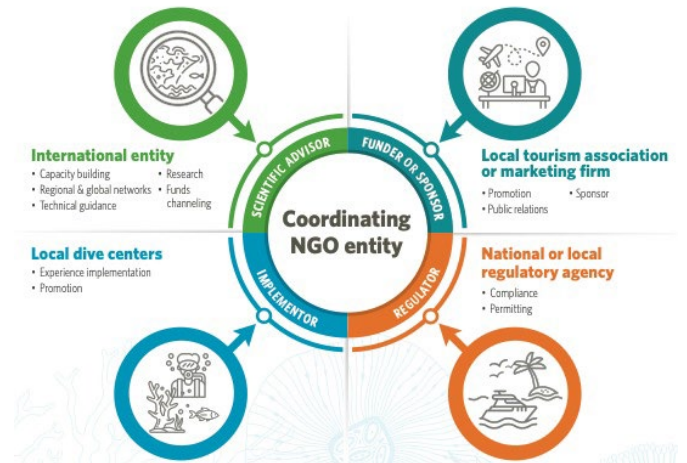 International entity
• Capacity building
• Regional & global networks
• Technical guidance
• Research
• Funds
channeling
SCIENTIFIC ADVISOR
FUNDER OR SPONSOR
Local tourism association
or marketing firm
• Promotion
• Public relations
• Sponsor
Coordinating
NGO entity
Local dive centers
• Experience implementation
• Promotion
IMPLEMENTOR
REGULATOR
National or local
regulatory agency
• Compliance
• Permitting